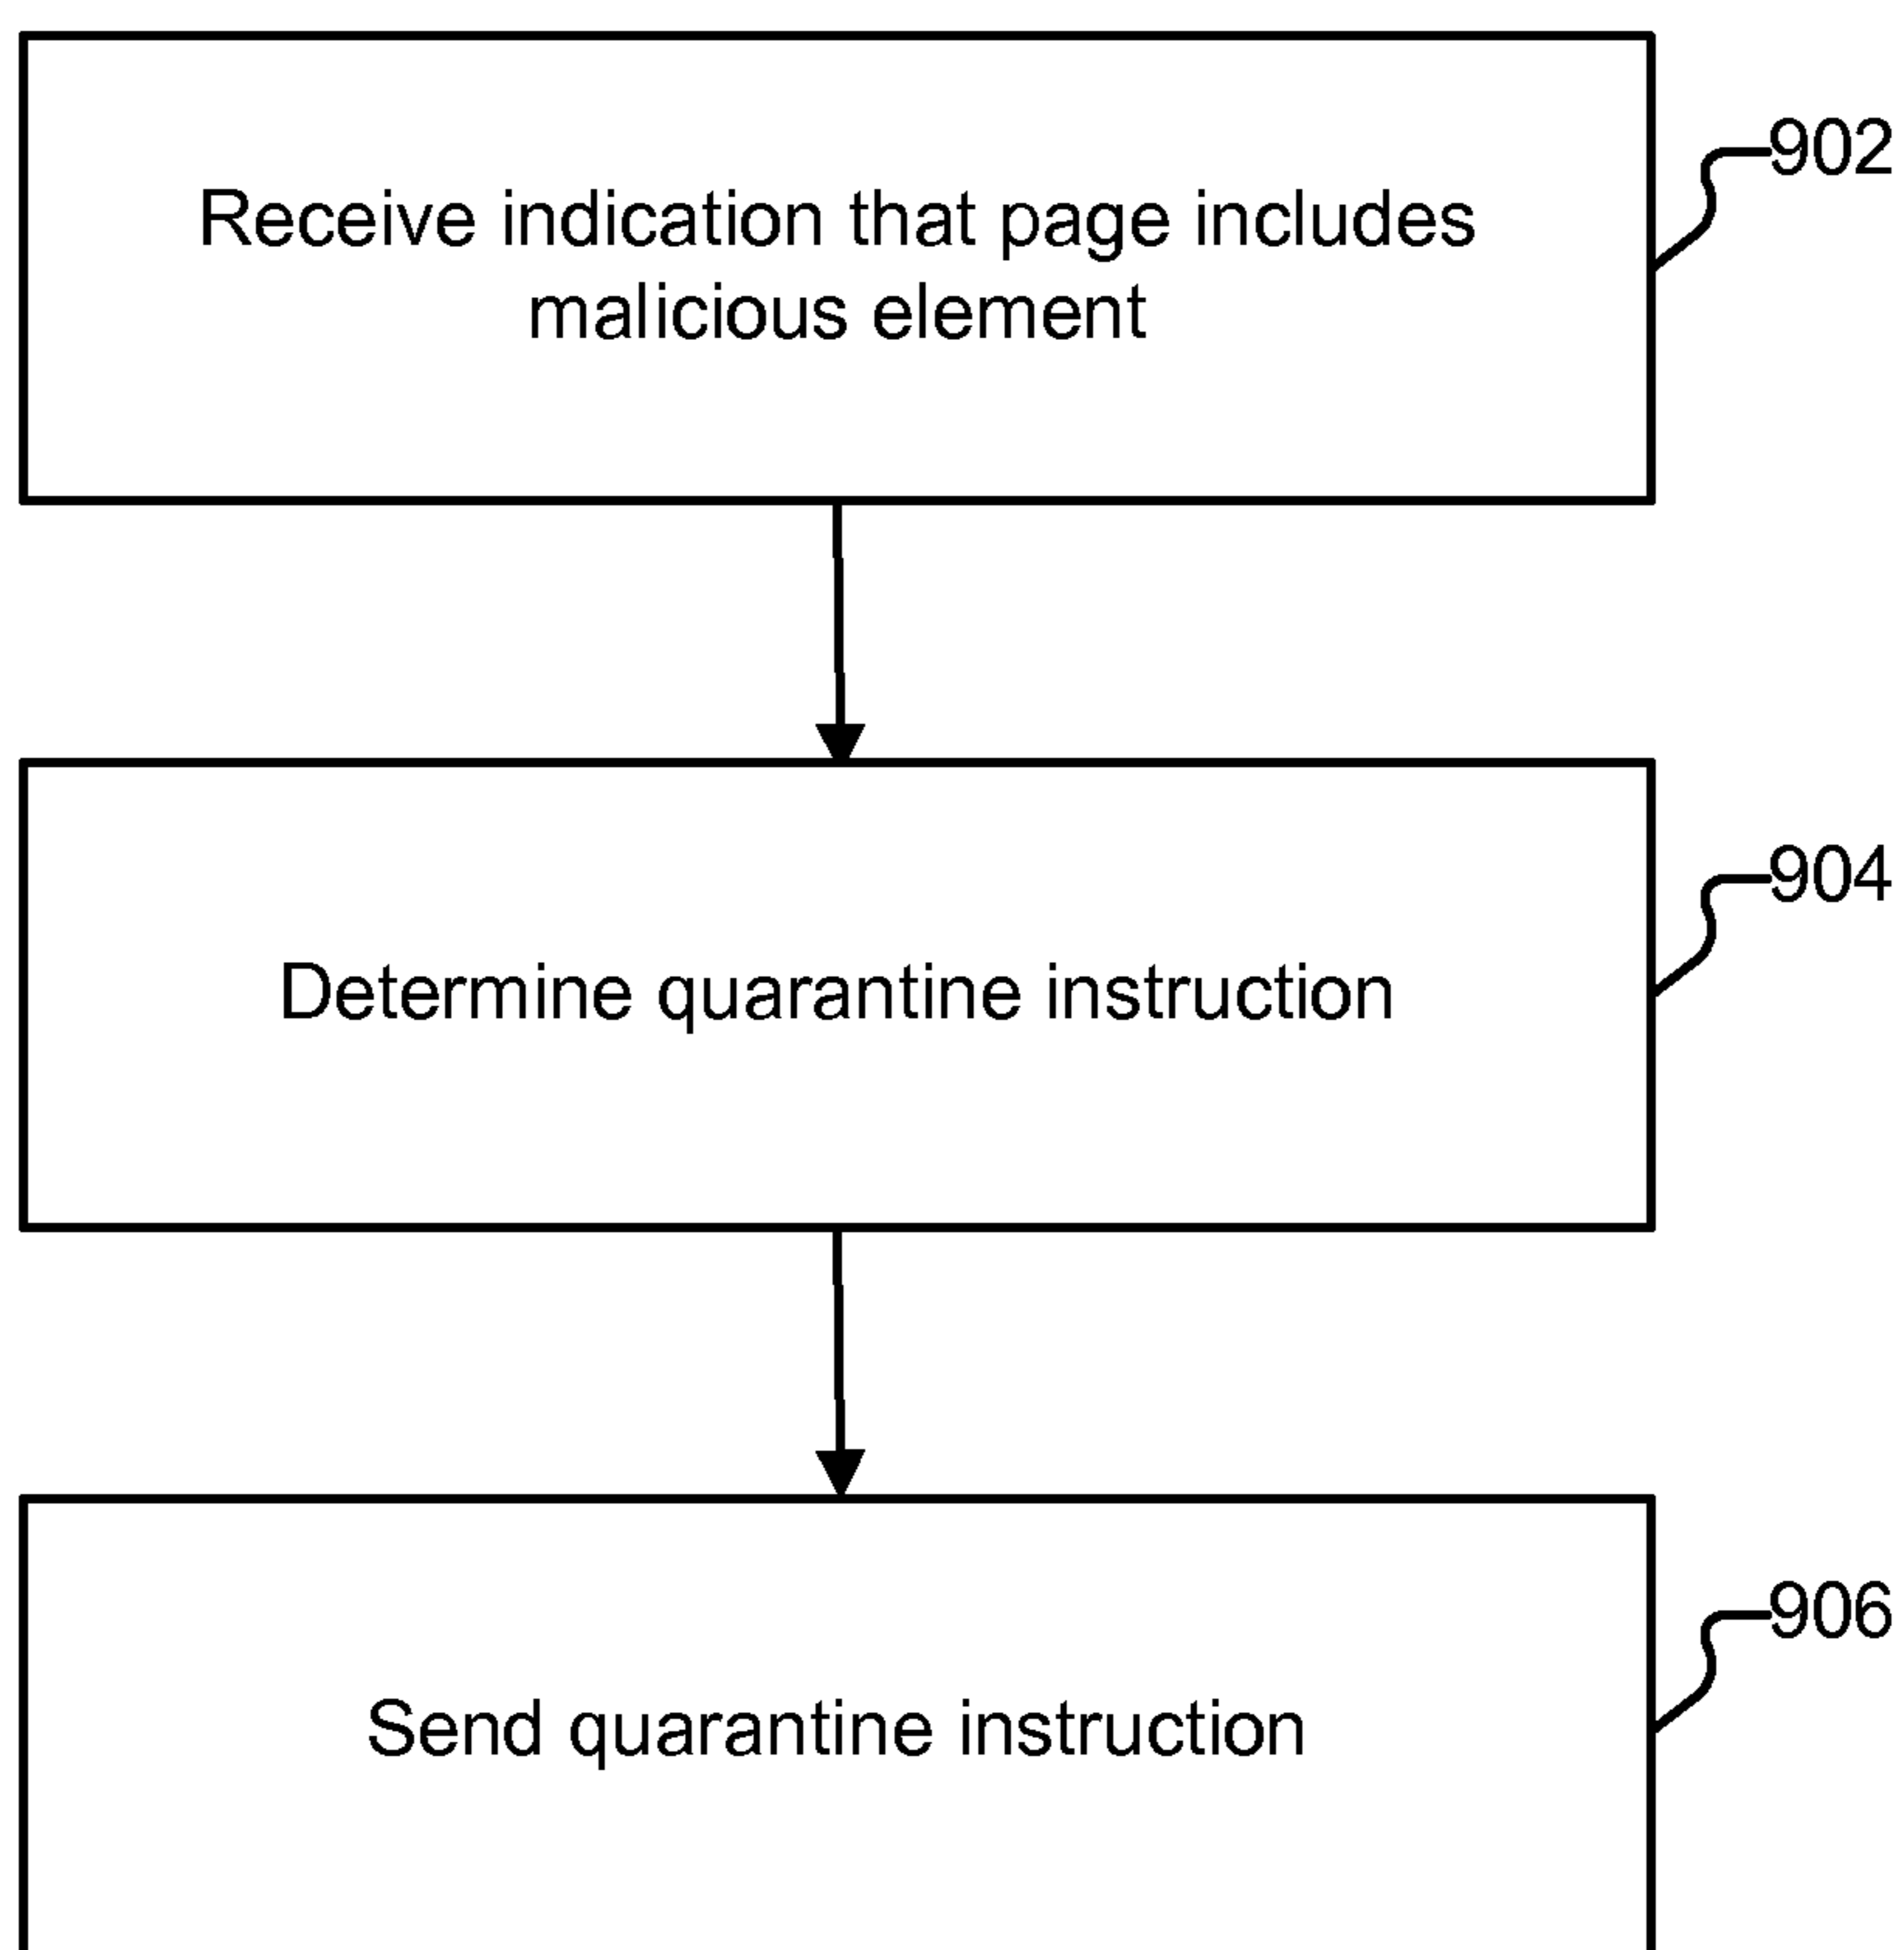 902
Receive indication that page includes
malicious element
904
Determine quarantine instruction
906
Send quarantine instruction